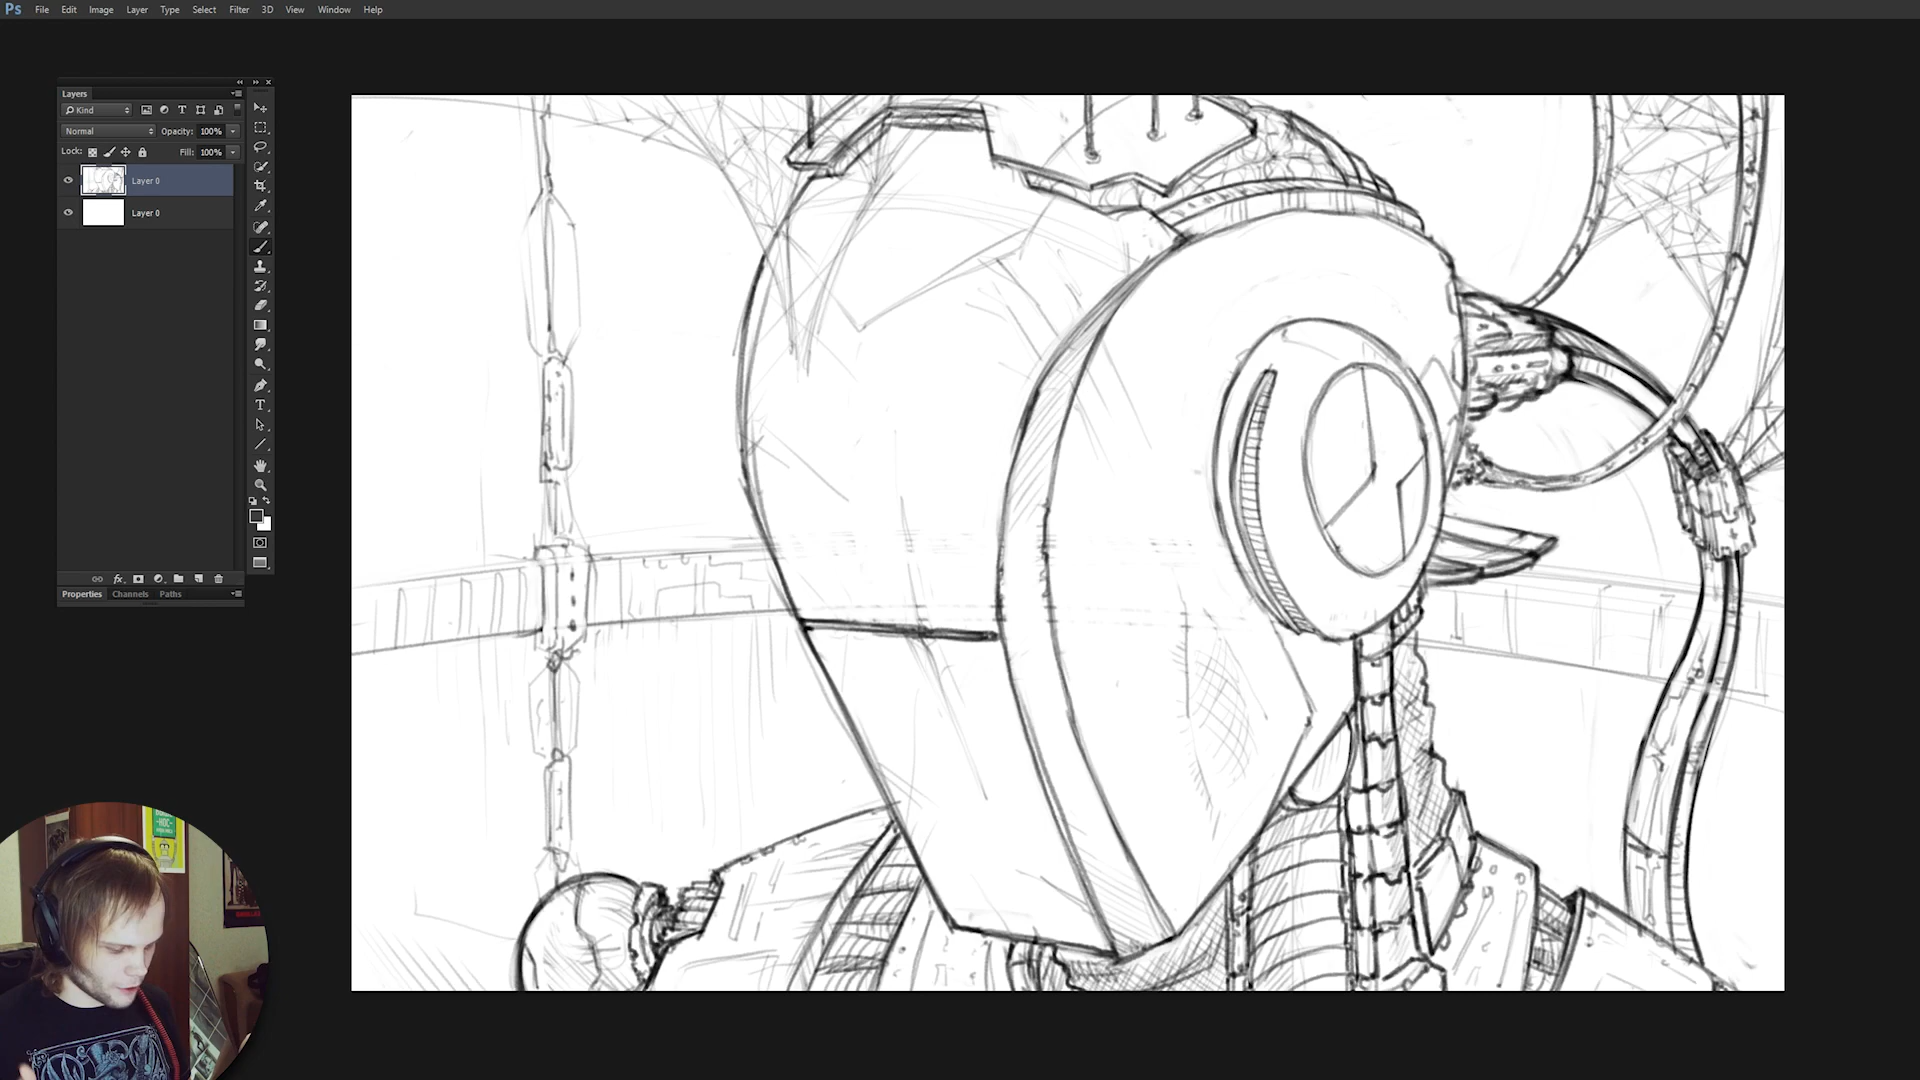 Ps File Edit Image Layer Type Select Filter 3D View Window Help
Layers
Kind
Normal Opacity: 100%
Lock: Fill: 100%
Layer 0
Layer 0
fx
Properties Channels Paths